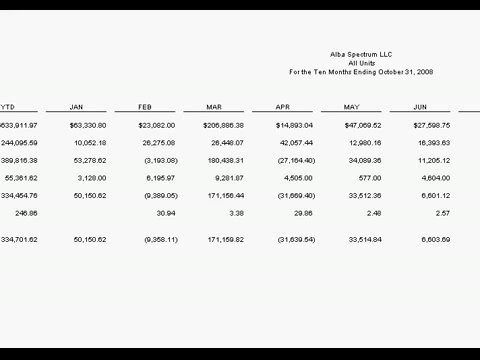 Alba Spectrum LLC
All Units
For the Ten Months Ending October 31, 2008
YTD JAN FEB MAR APR MAY JUN
$633,911.97 $63,330.80 $23,082.00 $206,886.38 $14,893.04 $47,069.52 $27,598.75
244,095.59 10,052.18 26,275.08 26,448.07 42,057.44 12,980.16 16,393.63
389,816.38 53,278.62 (3,193.08) 180,438.31 (27,164.40) 34,089.36 11,205.12
55,361.62 3,128.00 6,195.97 9,281.87 4,505.00 577.00 4,604.00
334,454.76 50,150.62 (9,389.05) 171,156.44 (31,669.40) 33,512.36 6,601.12
246.86 30.94 3.38 29.86 2.48 2.57
334,701.62 50,150.62 (9,358.11) 171,159.82 (31,639.54) 33,514.84 6,603.69